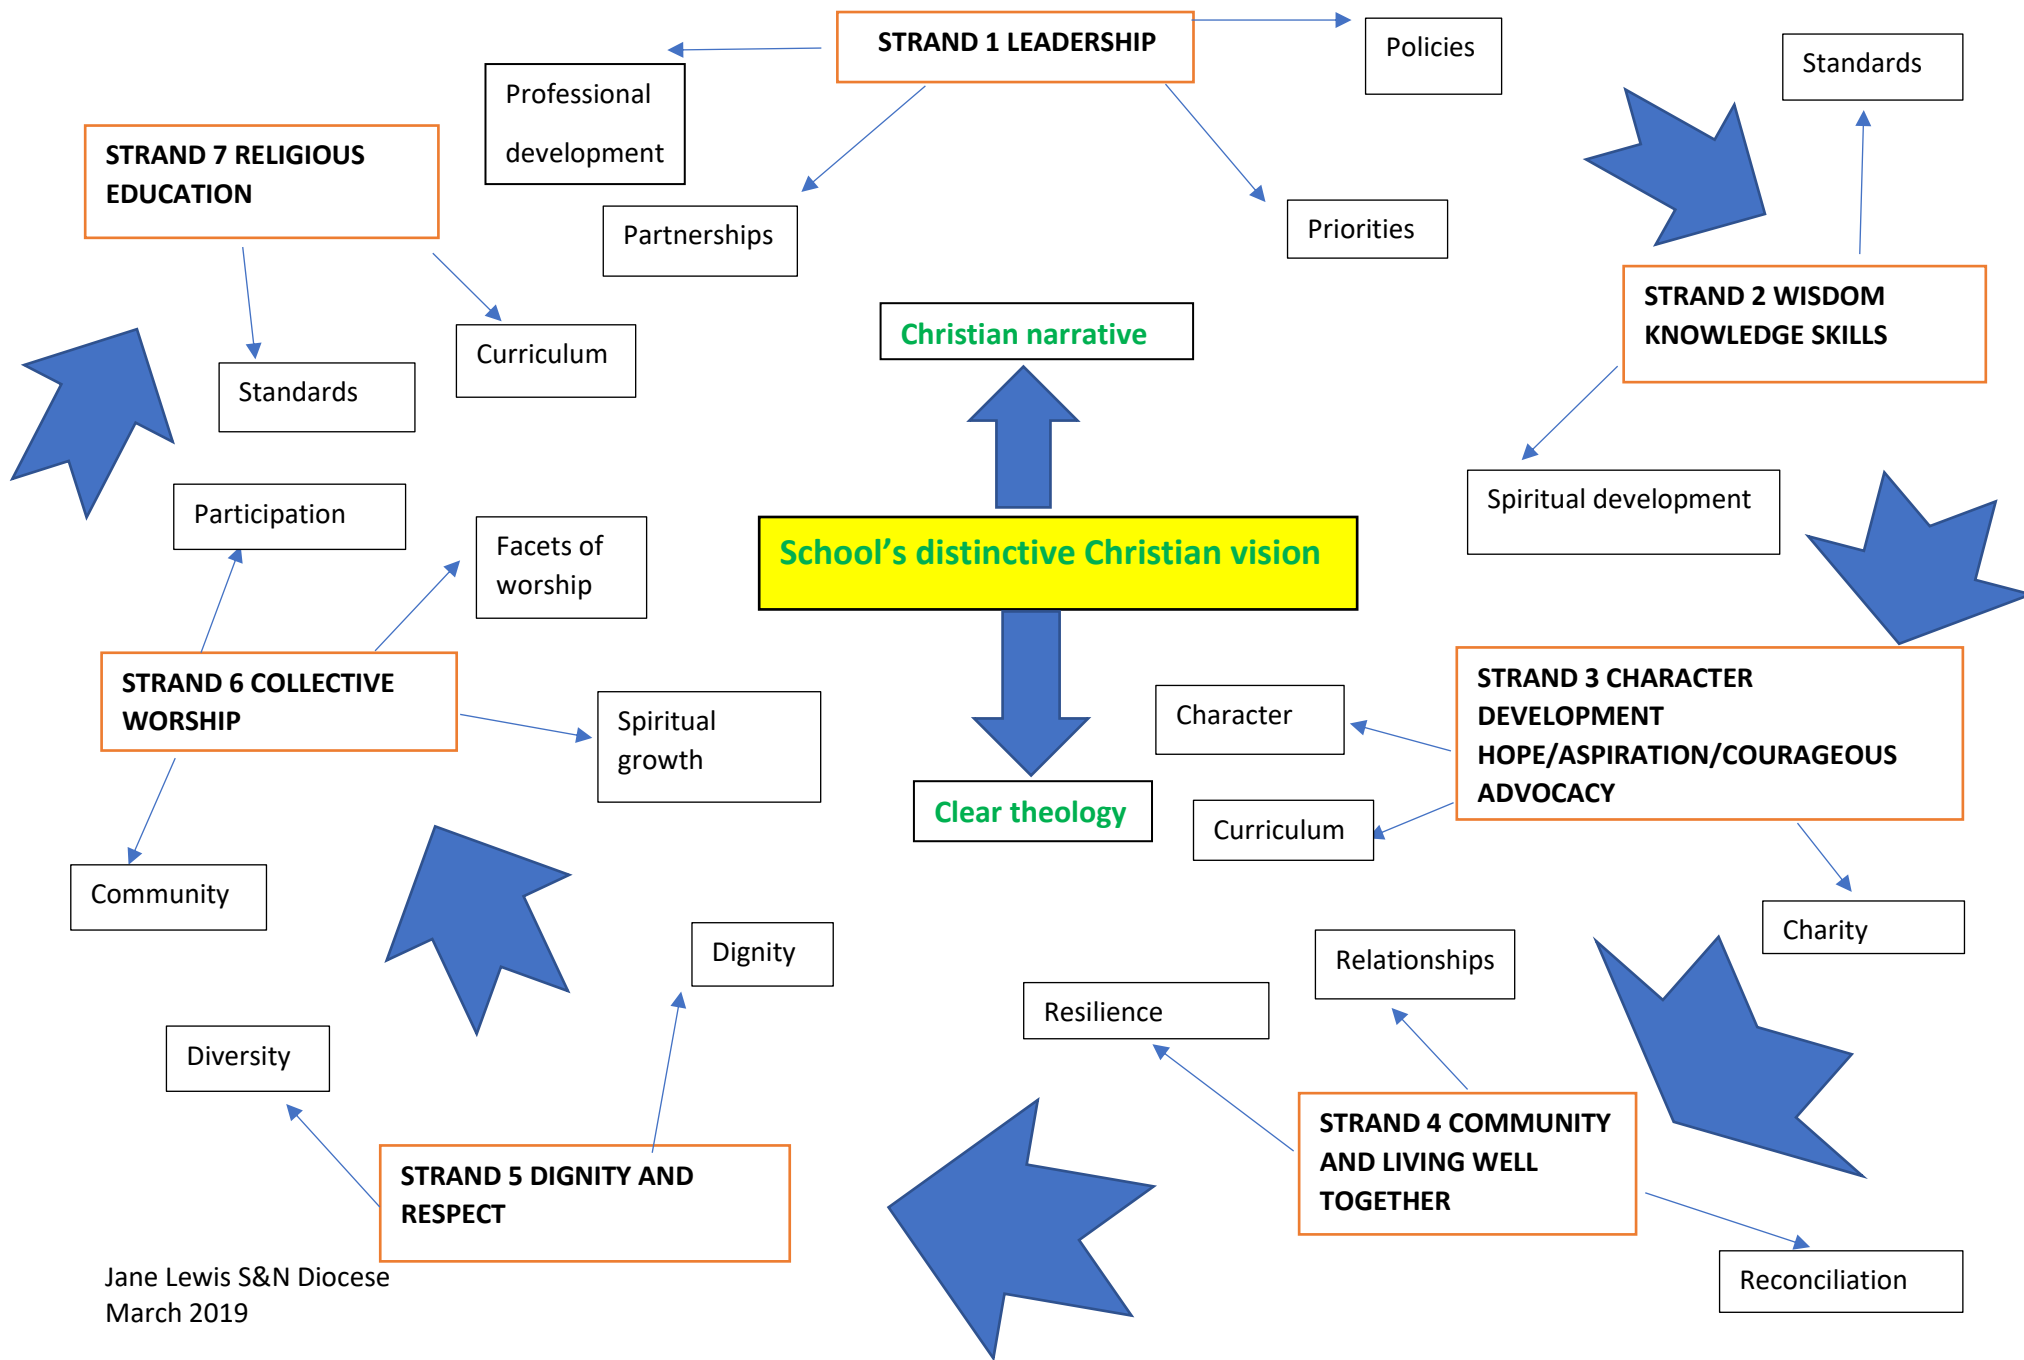 STRAND 1 LEADERSHIP
Policies
Professional
development
Partnerships
Priorities
Standards
STRAND 2 WISDOM
KNOWLEDGE SKILLS
Spiritual development
STRAND 7 RELIGIOUS
EDUCATION
Standards
Curriculum
Christian narrative
School’s distinctive Christian vision
Clear theology
Participation
Facets of
worship
STRAND 6 COLLECTIVE
WORSHIP
Spiritual
growth
Community
STRAND 3 CHARACTER
DEVELOPMENT
HOPE/ASPIRATION/COURAGEOUS
ADVOCACY
Character
Curriculum
Charity
Relationships
Resilience
STRAND 4 COMMUNITY
AND LIVING WELL
TOGETHER
Reconciliation
Dignity
Diversity
STRAND 5 DIGNITY AND
RESPECT
Jane Lewis S&N Diocese
March 2019